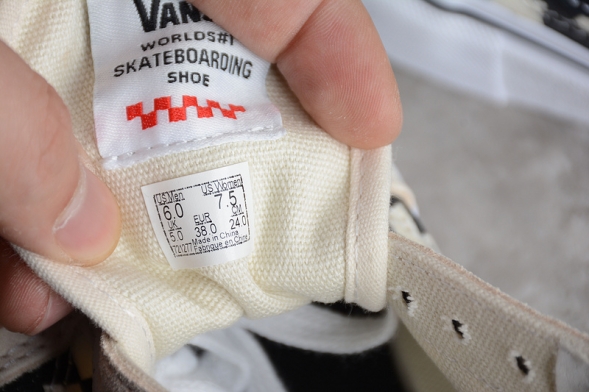 VANS
WORLDS#1
SKATEBOARDING
SHOE
US Men US Women
6.0 7.5
UK EUR CM
5.0 38.0 24.0
Made in China
Fabriqué en Chine